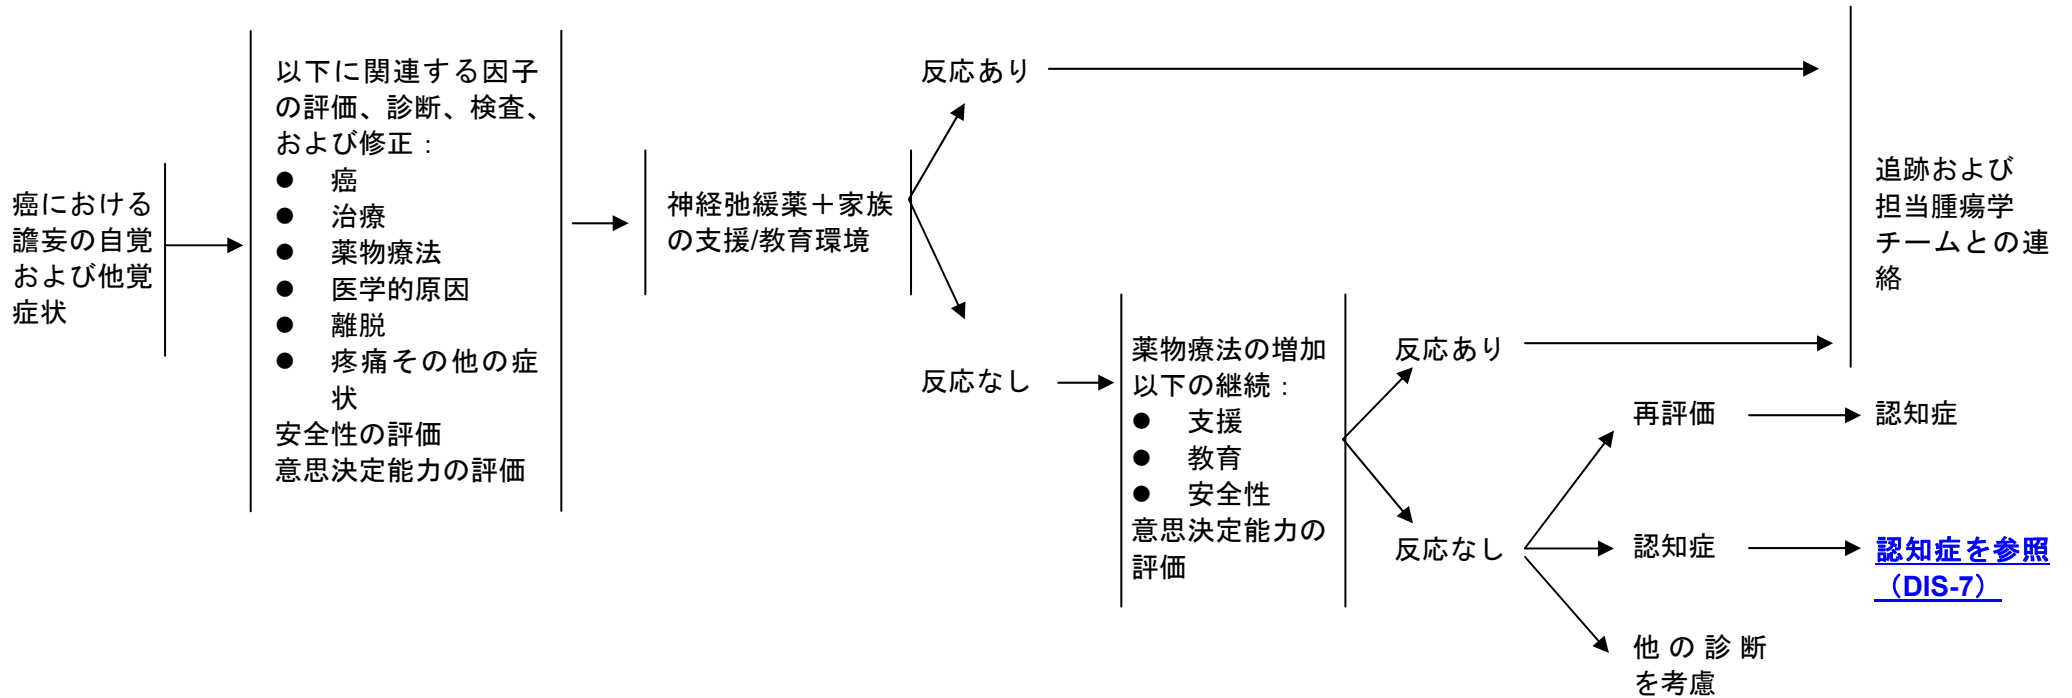 癌における
譫妄の自覚
および他覚
症状
以下に関連する因子
の評価、診断、検査、
および修正：
● 癌
● 治療
● 薬物療法
● 医学的原因
● 離脱
● 疼痛その他の症
状
安全性の評価
意思決定能力の評価
神経弛緩薬＋家族
の支援/教育環境
反応あり
反応なし
薬物療法の増加
以下の継続：
● 支援
● 教育
● 安全性
意思決定能力の
評価
反応あり
反応なし
再評価
認知症
他の診断
を考慮
追跡および
担当腫瘍学
チームとの連
絡
認知症
認知症を参照
（DIS-7）